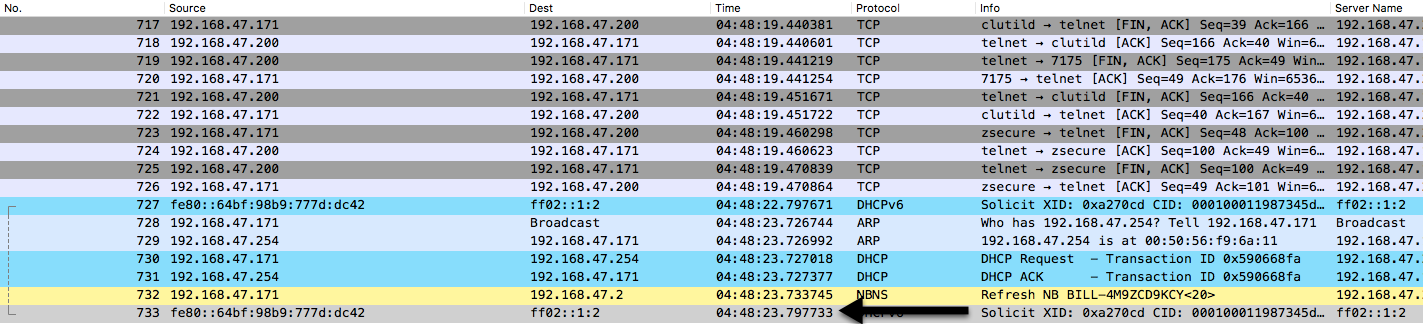 No. Source Dest Time Protocol Info Server Name
717 192.168.47.171 192.168.47.200 04:48:19.440381 TCP clutild → telnet [FIN, ACK] Seq=39 Ack=166 … 192.168.47.
718 192.168.47.200 192.168.47.171 04:48:19.440601 TCP telnet → clutild [ACK] Seq=166 Ack=40 Win=6… 192.168.47.
719 192.168.47.200 192.168.47.171 04:48:19.441219 TCP telnet → 7175 [FIN, ACK] Seq=175 Ack=49 Win… 192.168.47.
720 192.168.47.171 192.168.47.200 04:48:19.441254 TCP 7175 → telnet [ACK] Seq=49 Ack=176 Win=6536… 192.168.47.
721 192.168.47.200 192.168.47.171 04:48:19.451671 TCP telnet → clutild [FIN, ACK] Seq=166 Ack=40 … 192.168.47.
722 192.168.47.171 192.168.47.200 04:48:19.451722 TCP clutild → telnet [ACK] Seq=40 Ack=167 Win=6… 192.168.47.
723 192.168.47.171 192.168.47.200 04:48:19.460298 TCP zsecure → telnet [FIN, ACK] Seq=48 Ack=100 … 192.168.47.
724 192.168.47.200 192.168.47.171 04:48:19.460623 TCP telnet → zsecure [ACK] Seq=100 Ack=49 Win=6… 192.168.47.
725 192.168.47.200 192.168.47.171 04:48:19.470839 TCP telnet → zsecure [FIN, ACK] Seq=100 Ack=49 … 192.168.47.
726 192.168.47.171 192.168.47.200 04:48:19.470864 TCP zsecure → telnet [ACK] Seq=49 Ack=101 Win=6… 192.168.47.
727 fe80::64bf:98b9:777d:dc42 ff02::1:2 04:48:22.797671 DHCPv6 Solicit XID: 0xa270cd CID: 000100011987345d… ff02::1:2
728 192.168.47.171 Broadcast 04:48:23.726744 ARP Who has 192.168.47.254? Tell 192.168.47.171 Broadcast
729 192.168.47.254 192.168.47.171 04:48:23.726992 ARP 192.168.47.254 is at 00:50:56:f9:6a:11 192.168.47.
730 192.168.47.171 192.168.47.254 04:48:23.727018 DHCP DHCP Request – Transaction ID 0x590668fa 192.168.47.
731 192.168.47.254 192.168.47.171 04:48:23.727377 DHCP DHCP ACK – Transaction ID 0x590668fa 192.168.47.
732 192.168.47.171 192.168.47.2 04:48:23.733745 NBNS Refresh NB BILL-4M9ZCD9KCY<20> 192.168.47.
733 fe80::64bf:98b9:777d:dc42 ff02::1:2 04:48:23.797733 Solicit XID: 0xa270cd CID: 000100011987345d… ff02::1:2